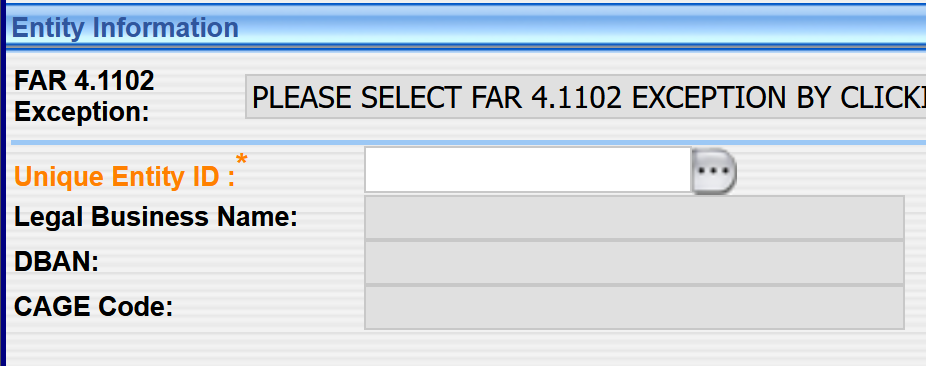 Entity Information
FAR 4.1102
Exception:
PLEASE SELECT FAR 4.1102 EXCEPTION BY CLICKI
Unique Entity ID :*
Legal Business Name:
DBAN:
CAGE Code: